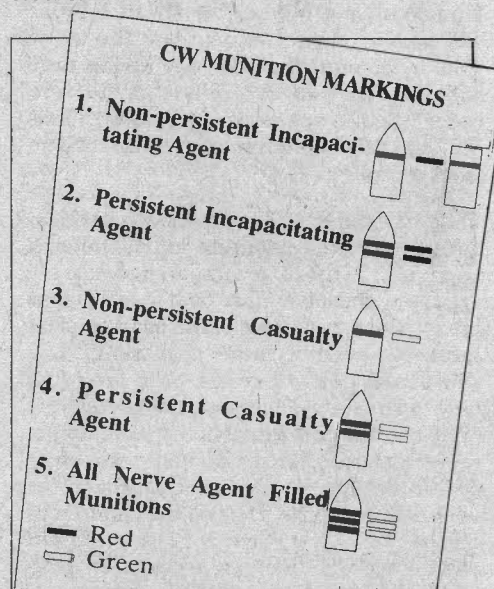 CW MUNITION MARKINGS
1. Non-persistent Incapaci-
tating Agent
2. Persistent Incapacitating
Agent
3. Non-persistent Casualty
Agent
4. Persistent Casualty
Agent
5. All Nerve Agent Filled
Munitions
Red
Green